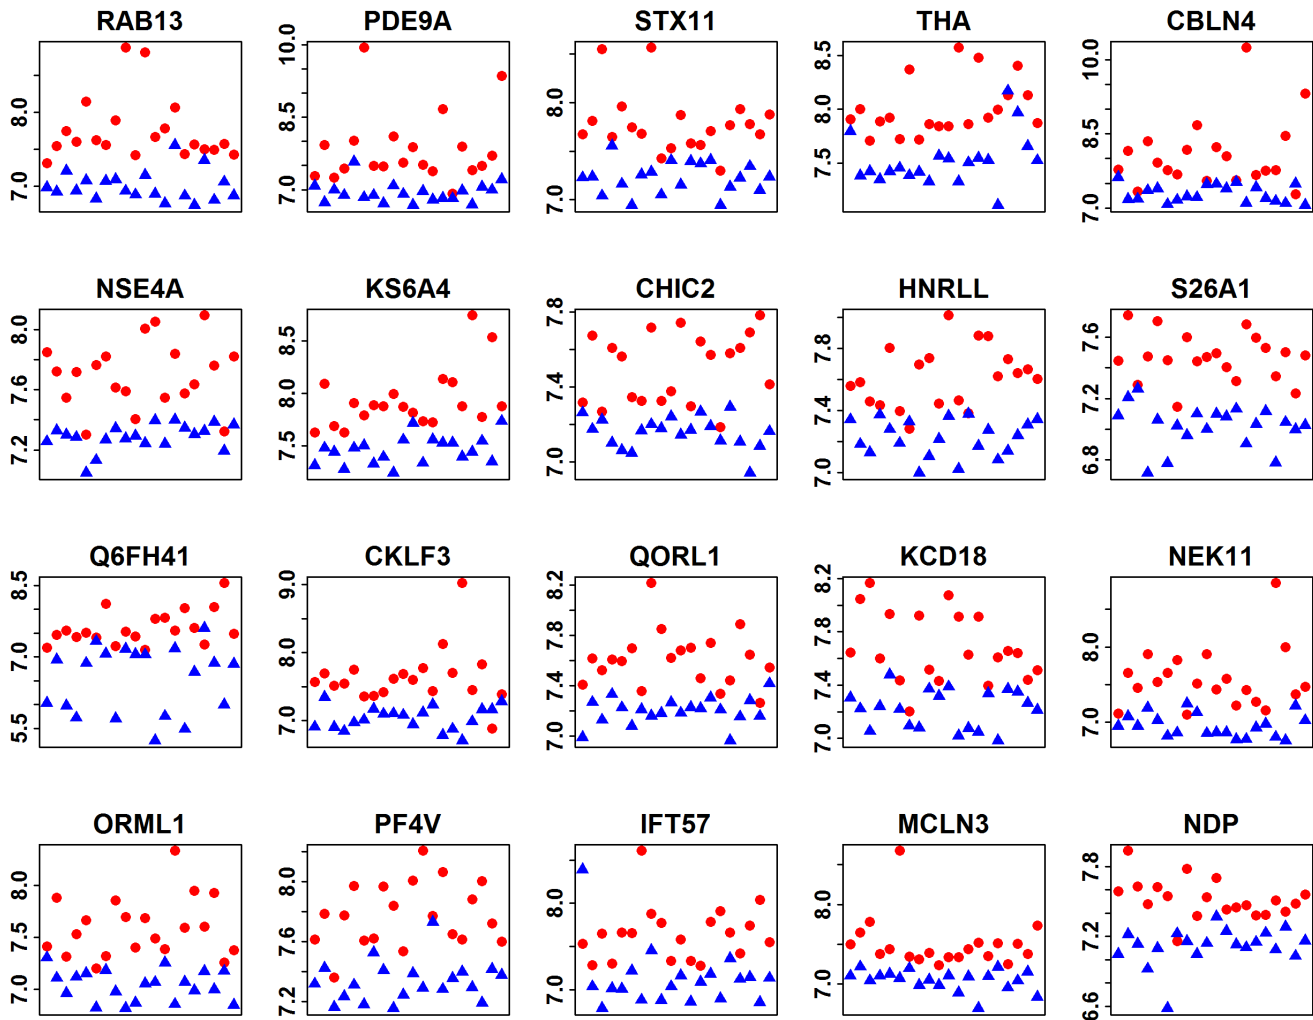 RAB13 PDE9A STX11 THA CBLN4
7.0 8.0 7.0 8.5 10.0 7.0 8.0 7.5 8.0 8.5 7.0 8.5 10.0
NSE4A KS6A4 CHIC2 HNRLL S26A1
7.2 7.6 8.0 7.5 8.0 8.5 7.0 7.4 7.8 7.0 7.4 7.8 6.8 7.2 7.6
Q6FH41 CKLF3 QORL1 KCD18 NEK11
5.5 7.0 8.5 7.0 8.0 9.0 7.0 7.4 7.8 8.2 7.0 7.4 7.8 8.2 7.0 8.0
ORML1 PF4V IFT57 MCLN3 NDP
7.0 7.5 8.0 7.2 7.6 8.0 7.0 8.0 7.0 8.0 6.6 7.2 7.8